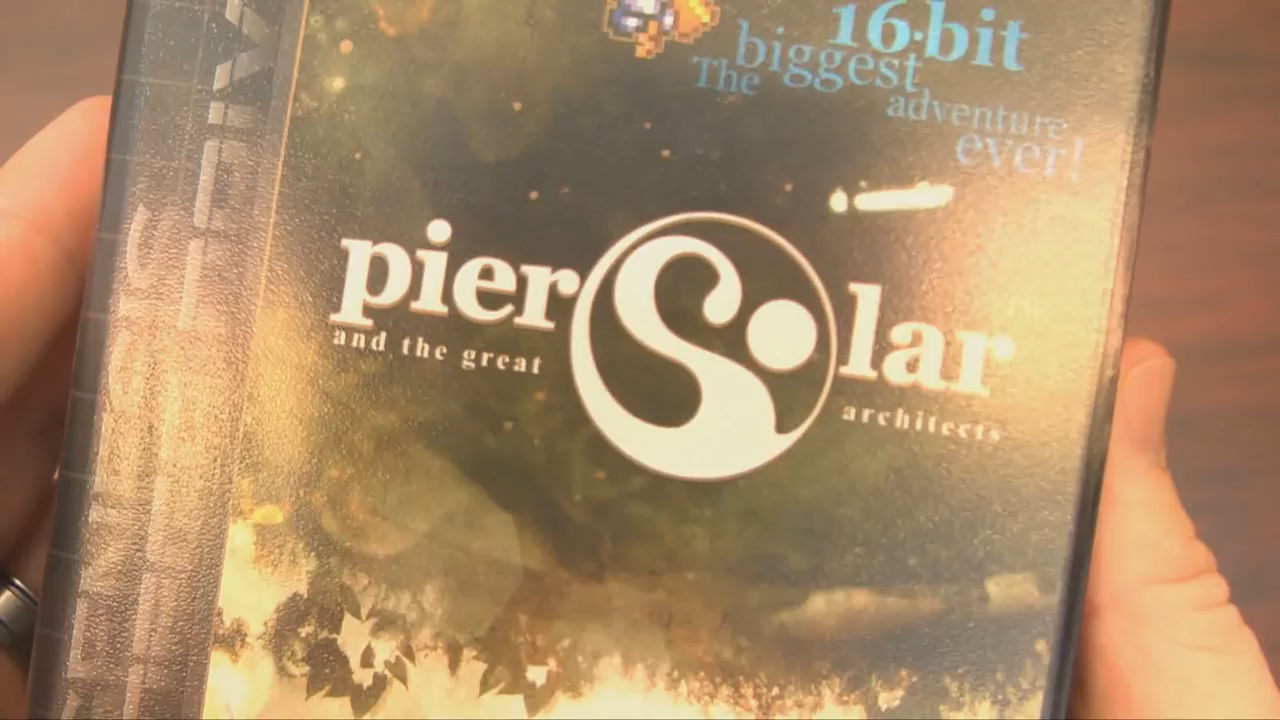 The biggest 16-bit
adventure
ever!
pier Solar
and the great
architects